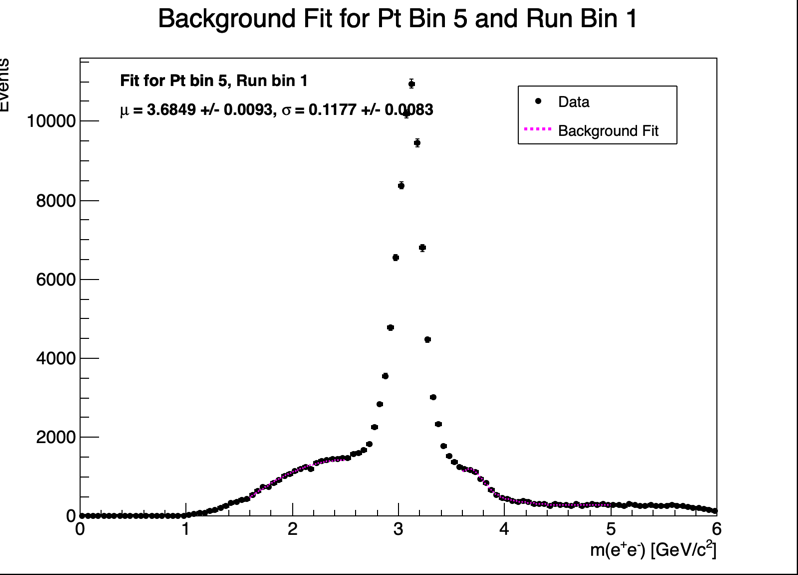 Background Fit for Pt Bin 5 and Run Bin 1
Events
Fit for Pt bin 5, Run bin 1
μ = 3.6849 +/- 0.0093, σ = 0.1177 +/- 0.0083
Data
Background Fit
10000
8000
6000
4000
2000
0
0 1 2 3 4 5 6
m(e⁺e⁻) [GeV/c²]